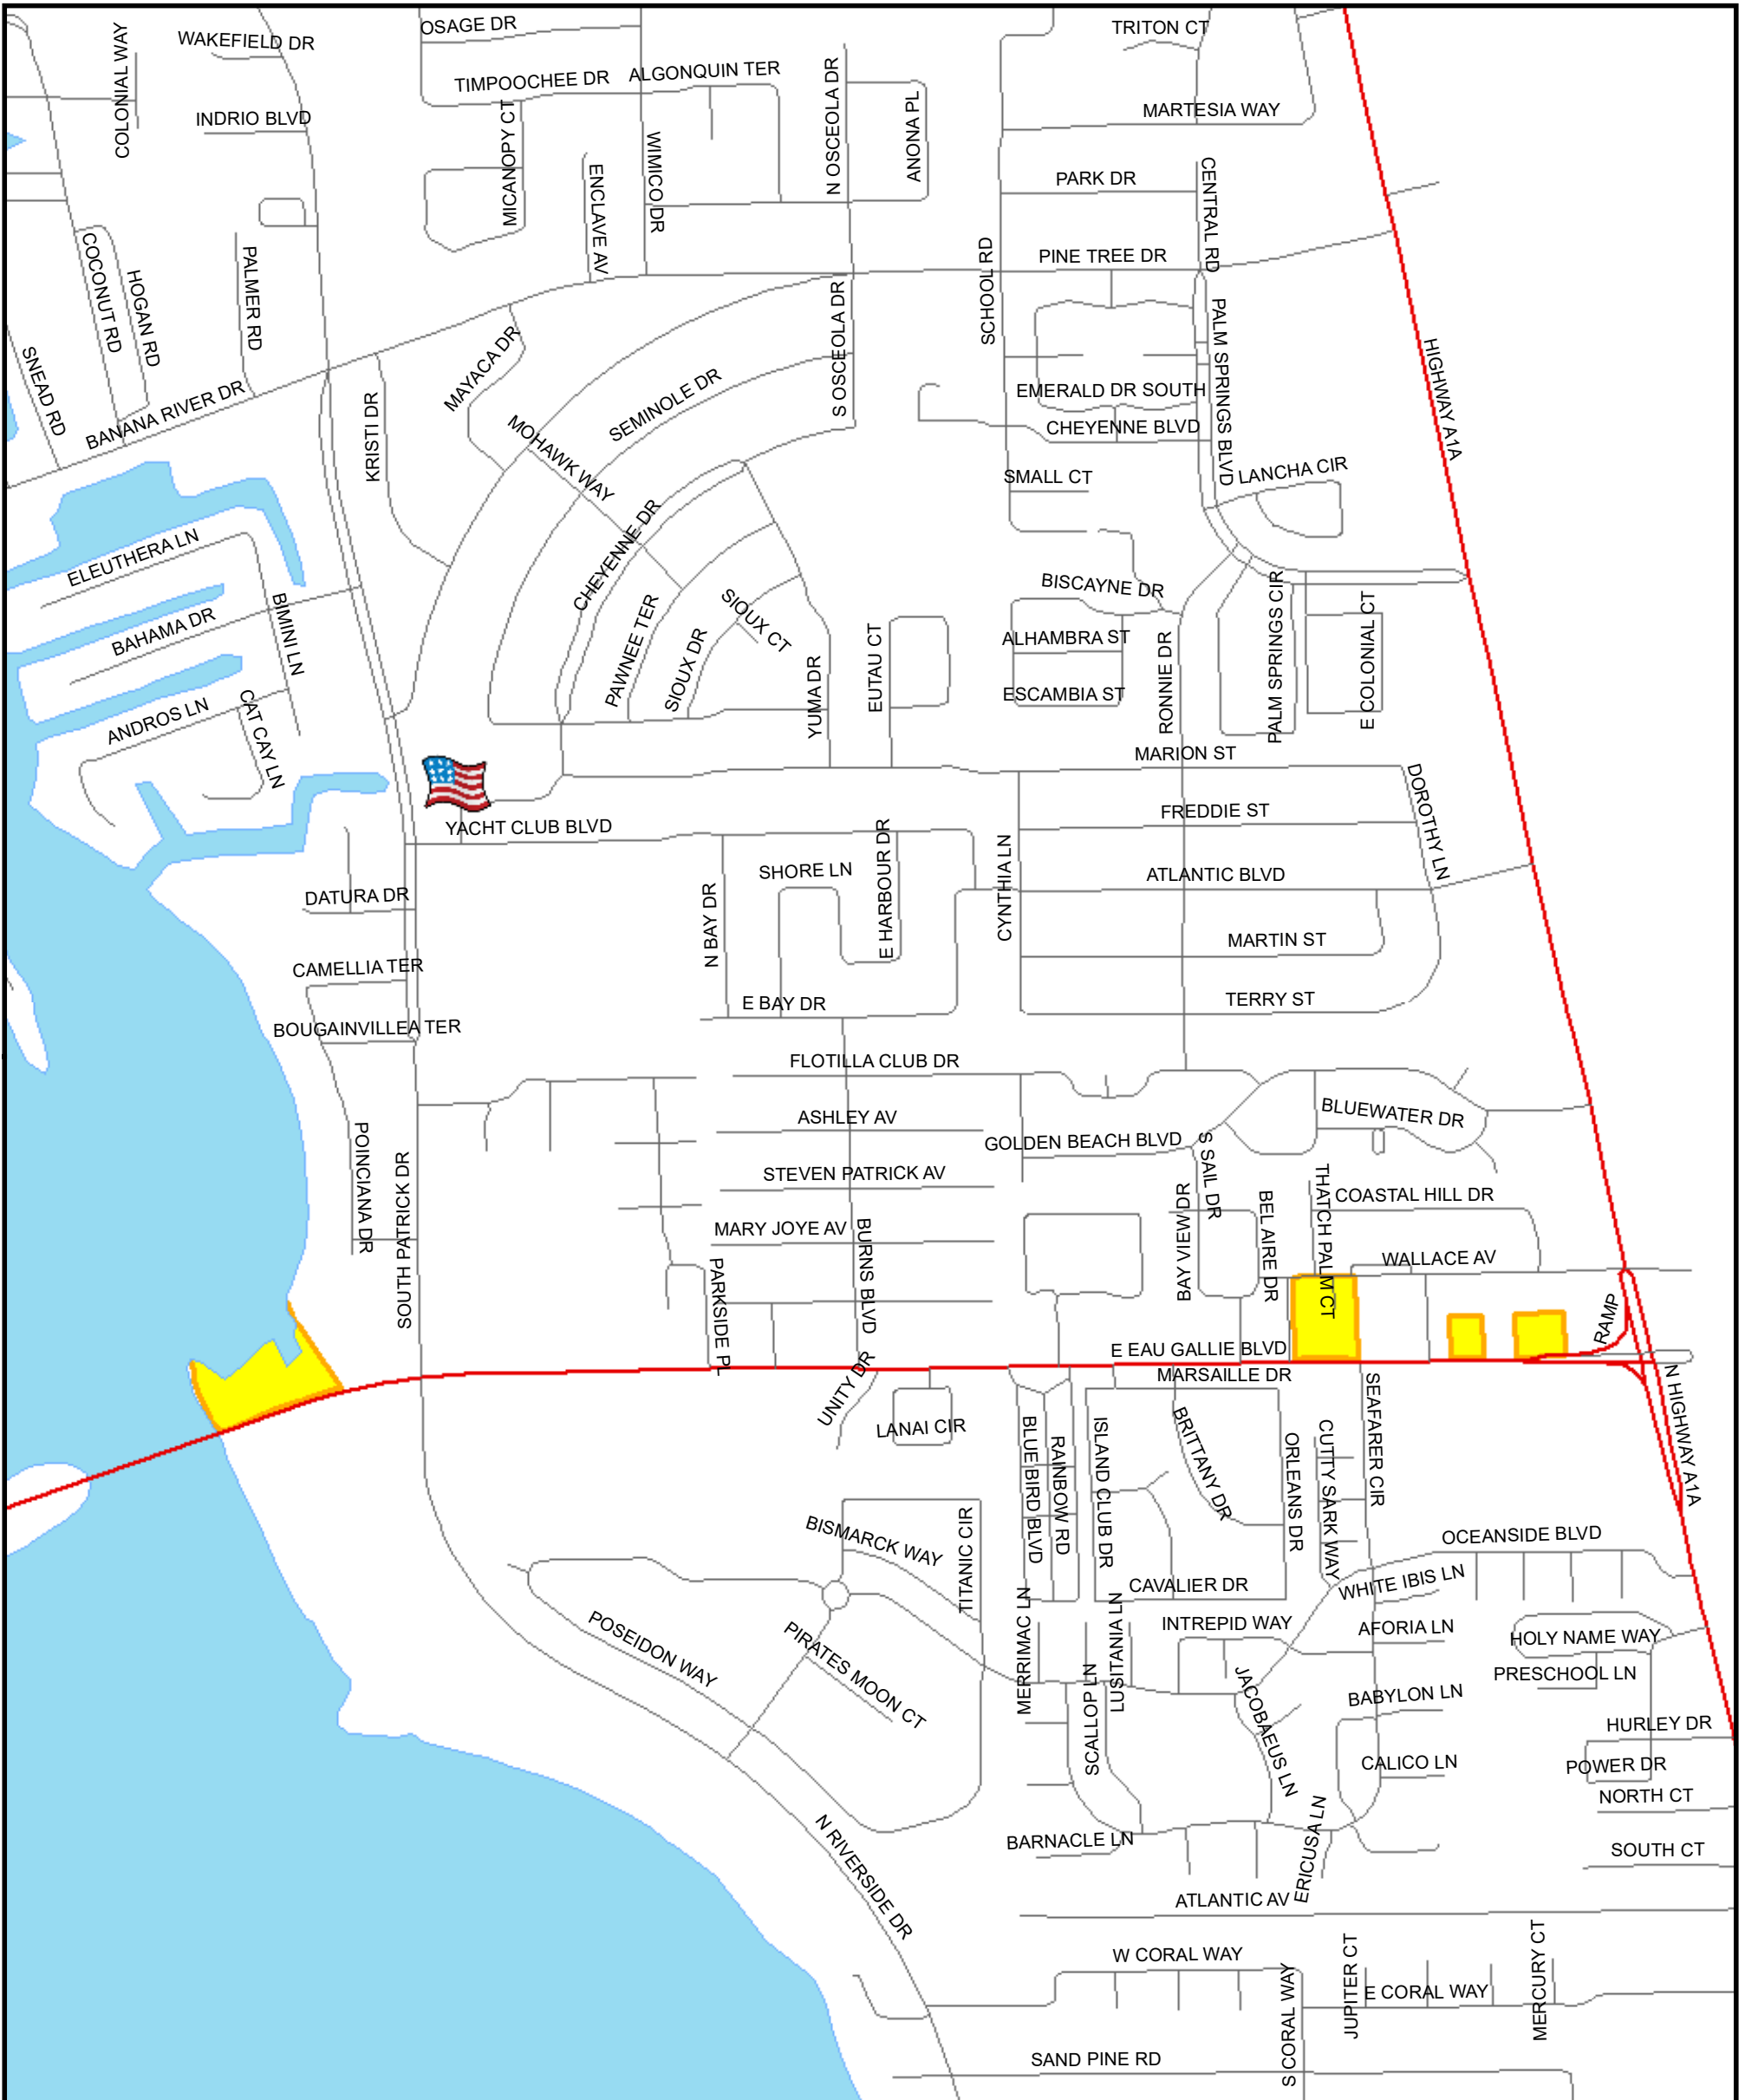 OSAGE DR
TRITON CT
COLONIAL WAY
WAKEFIELD DR
TIMPOOCHEE DR
ALGONQUIN TER
N OSCEOLA DR
ANONA PL
MARTESIA WAY
INDRIO BLVD
MICANOPY CT
ENCLAVE AV
WIMICO DR
PARK DR
CENTRAL RD
COCONUT RD
HOGAN RD
PALMER RD
SCHOOL RD
PINE TREE DR
SNEAD RD
BANANA RIVER DR
KRISTI DR
MAYACA DR
MOHAWK WAY
SEMINOLE DR
S OSCEOLA DR
PALM SPRINGS BLVD
HIGHWAY A1A
EMERALD DR SOUTH
CHEYENNE BLVD
SMALL CT
LANCHA CIR
ELEUTHERA LN
CHEYENNE DR
BAHAMA DR
BIMINI LN
PAWNEE TER
SIOUX DR
SIOUX CT
BISCAYNE DR
ALHAMBRA ST
ESCAMBIA ST
RONNIE DR
PALM SPRINGS CIR
E COLONIAL CT
YUMA DR
EUTAU CT
ANDROS LN
CAT CAY LN
MARION ST
DOROTHY LN
FREDDIE ST
YACHT CLUB BLVD
SHORE LN
E HARBOUR DR
CYNTHIA LN
ATLANTIC BLVD
DATURA DR
N BAY DR
MARTIN ST
CAMELLIA TER
E BAY DR
TERRY ST
BOUGAINVILLEA TER
FLOTILLA CLUB DR
ASHLEY AV
GOLDEN BEACH BLVD
BLUEWATER DR
POINCIANA DR
SOUTH PATRICK DR
STEVEN PATRICK AV
S SAIL DR
BAY VIEW DR
BEL AIRE DR
THATCH PALM CT
COASTAL HILL DR
MARY JOYE AV
BURNS BLVD
PARKSIDE PL
WALLACE AV
RAMP
E EAU GALLIE BLVD
MARSAILLE DR
UNITY DR
LANAI CIR
SEAFARER CIR
N HIGHWAY A1A
BLUE BIRD BLVD
RAINBOW RD
ISLAND CLUB DR
BRITTANY DR
ORLEANS DR
CUTTY SARK WAY
BISMARCK WAY
TITANIC CIR
OCEANSIDE BLVD
CAVALIER DR
WHITE IBIS LN
MERRIMAC LN
LUSITANIA LN
SCALLOP LN
INTREPID WAY
AFORIA LN
HOLY NAME WAY
POSEIDON WAY
PIRATES MOON CT
PRESCHOOL LN
JACOBAEUS LN
BABYLON LN
HURLEY DR
CALICO LN
POWER DR
NORTH CT
N RIVERSIDE DR
BARNACLE LN
ERICUSA LN
SOUTH CT
ATLANTIC AV
W CORAL WAY
S CORAL WAY
JUPITER CT
E CORAL WAY
MERCURY CT
SAND PINE RD